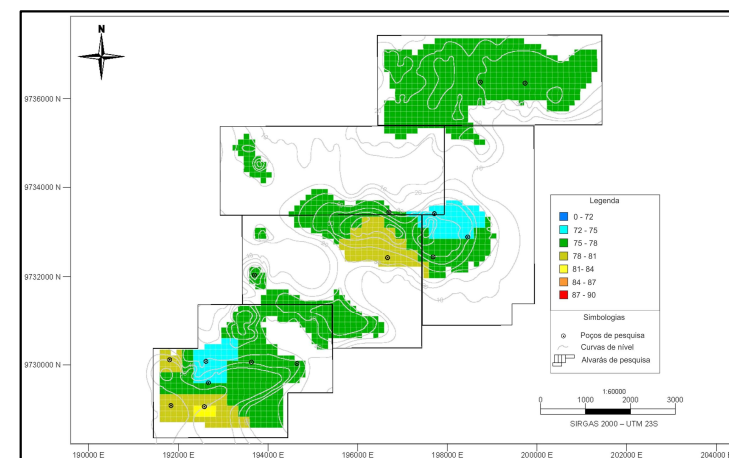 N
9736000 N
9734000 N
9732000 N
9730000 N
190000 E
192000 E
194000 E
196000 E
198000 E
200000 E
202000 E
204000 E
Legenda
0 - 72
72 - 75
75 - 78
78 - 81
81- 84
84 - 87
87 - 90
Simbologias
Poços de pesquisa
Curvas de nível
Alvarás de pesquisa
1:60000
0 1000 2000 3000
SIRGAS 2000 – UTM 23S